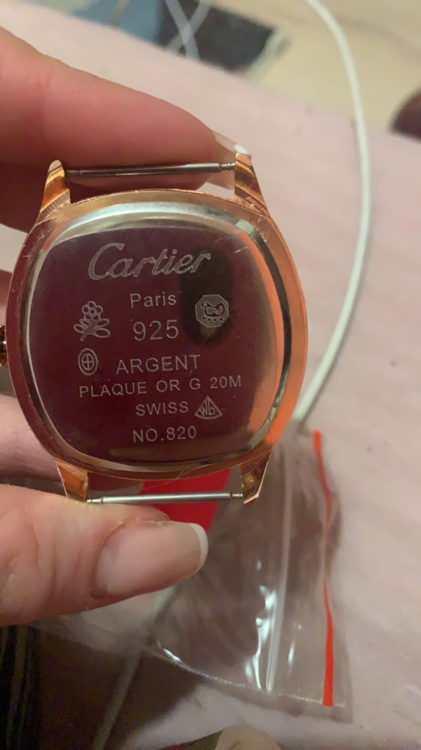 Cartier
Paris
925
ARGENT
PLAQUE OR G 20M
SWISS
NO.820